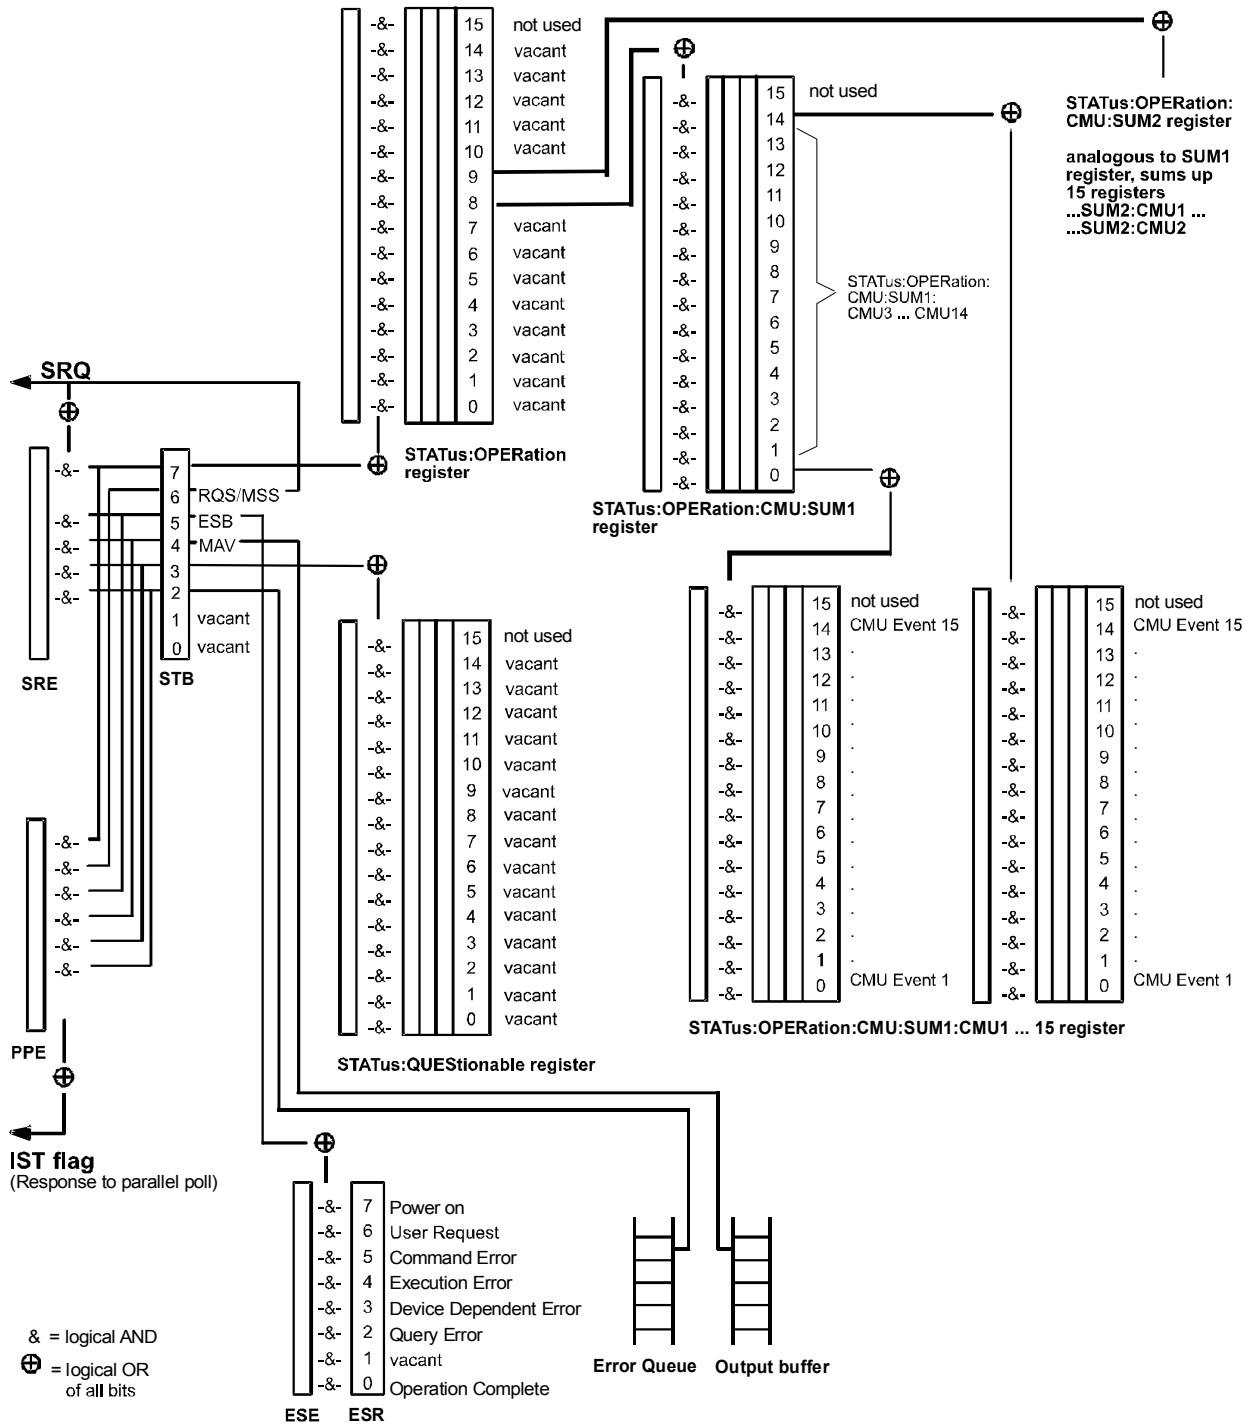 -&- 15 not used
-&- 14 vacant
-&- 13 vacant
-&- 12 vacant
-&- 11 vacant
-&- 10 vacant
-&- 9
-&- 8
-&- 7 vacant
-&- 6 vacant
-&- 5 vacant
-&- 4 vacant
-&- 3 vacant
-&- 2 vacant
-&- 1 vacant
-&- 0 vacant
STATus:OPERation
register
-&- 15 not used
-&- 14
-&- 13
-&- 12
-&- 11
-&- 10
-&- 9
-&- 8
-&- 7
-&- 6
-&- 5
-&- 4
-&- 3
-&- 2
-&- 1
-&- 0
STATus:OPERation:
CMU:SUM1:
CMU3 ... CMU14
STATus:OPERation:CMU:SUM1
register
STATus:OPERation:
CMU:SUM2 register
analogous to SUM1
register, sums up
15 registers
...SUM2:CMU1 ...
...SUM2:CMU2
SRQ
-&- 7
6 RQS/MSS
-&- 5 ESB
-&- 4 MAV
-&- 3
-&- 2
1 vacant
0 vacant
SRE STB
-&-
-&-
-&-
-&-
-&-
-&-
PPE
IST flag
(Response to parallel poll)
-&- 15 not used
-&- 14 vacant
-&- 13 vacant
-&- 12 vacant
-&- 11 vacant
-&- 10 vacant
-&- 9 vacant
-&- 8 vacant
-&- 7 vacant
-&- 6 vacant
-&- 5 vacant
-&- 4 vacant
-&- 3 vacant
-&- 2 vacant
-&- 1 vacant
-&- 0 vacant
STATus:QUEStionable register
-&- 15 not used
-&- 14 CMU Event 15
-&- 13 .
-&- 12 .
-&- 11 .
-&- 10 .
-&- 9 .
-&- 8 .
-&- 7 .
-&- 6 .
-&- 5 .
-&- 4 .
-&- 3 .
-&- 2 .
-&- 1 .
-&- 0 CMU Event 1
-&- 15 not used
-&- 14 CMU Event 15
-&- 13 .
-&- 12 .
-&- 11 .
-&- 10 .
-&- 9 .
-&- 8 .
-&- 7 .
-&- 6 .
-&- 5 .
-&- 4 .
-&- 3 .
-&- 2 .
-&- 1 .
-&- 0 CMU Event 1
STATus:OPERation:CMU:SUM1:CMU1 ... 15 register
-&- 7 Power on
-&- 6 User Request
-&- 5 Command Error
-&- 4 Execution Error
-&- 3 Device Dependent Error
-&- 2 Query Error
-&- 1 vacant
-&- 0 Operation Complete
ESE ESR
Error Queue Output buffer
& = logical AND
⊕ = logical OR
of all bits